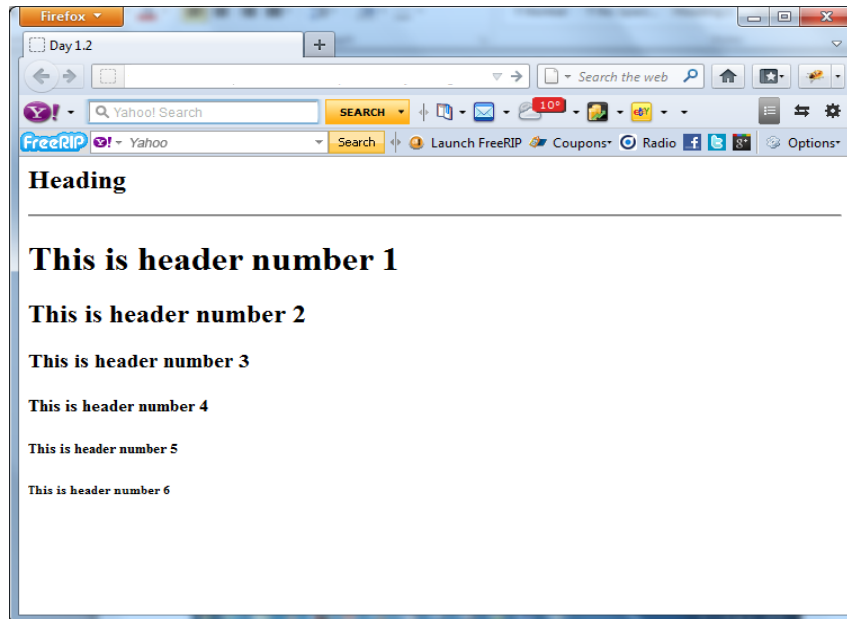 Firefox
Day 1.2
Search the web
Yahoo! Search SEARCH 10° ebY
FreeRIP Yahoo Search Launch FreeRIP Coupons Radio Options
Heading
This is header number 1
This is header number 2
This is header number 3
This is header number 4
This is header number 5
This is header number 6